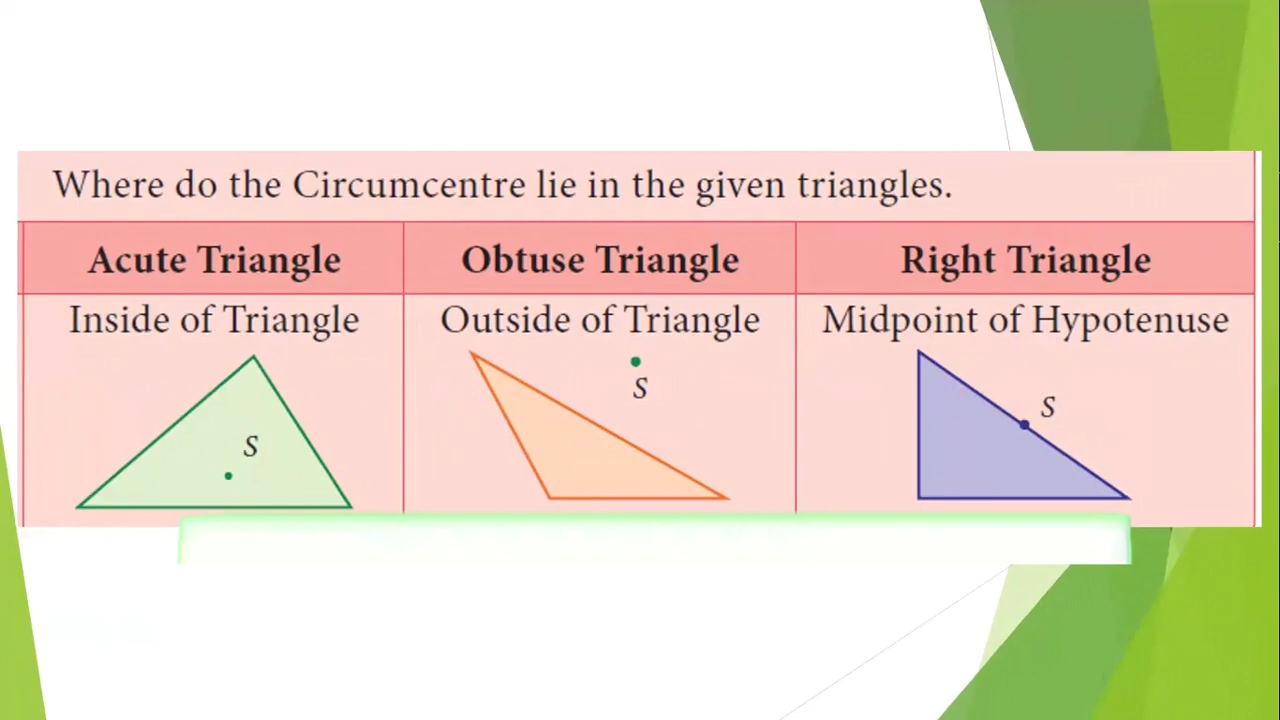 Where do the Circumcentre lie in the given triangles.
Acute Triangle
Obtuse Triangle
Right Triangle
Inside of Triangle
Outside of Triangle
Midpoint of Hypotenuse
S
S
S